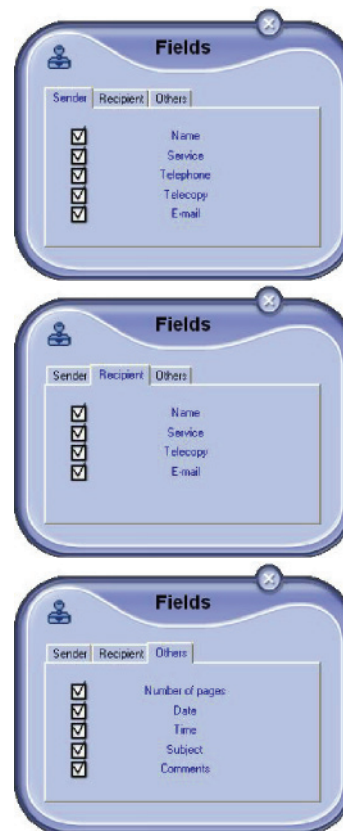 Fields
Sender Recipient Others
Name
Service
Telephone
Telecopy
E-mail
Fields
Sender Recipient Others
Name
Service
Telecopy
E-mail
Fields
Sender Recipient Others
Number of pages
Date
Time
Subject
Comments